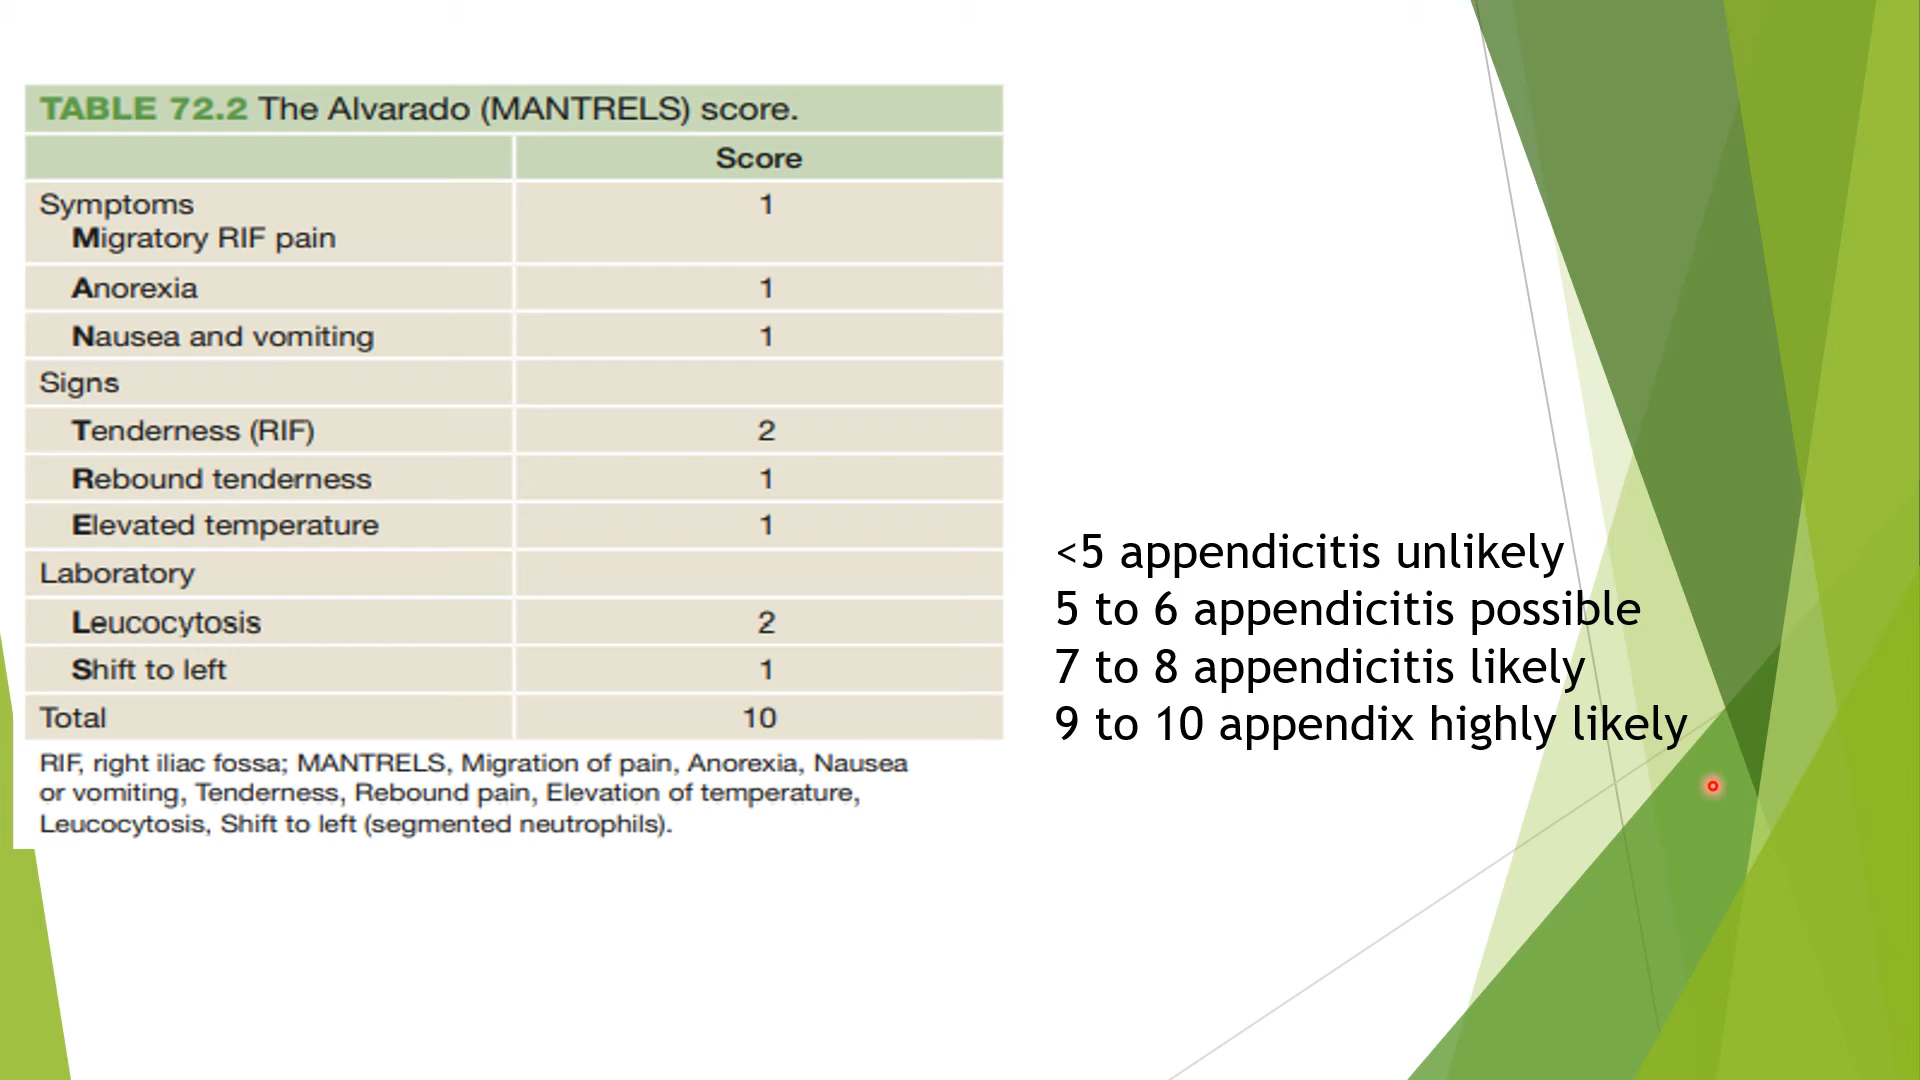 TABLE 72.2 The Alvarado (MANTRELS) score.
Score
Symptoms 1
Migratory RIF pain
Anorexia 1
Nausea and vomiting 1
Signs
Tenderness (RIF) 2
Rebound tenderness 1
Elevated temperature 1
Laboratory
Leucocytosis 2
Shift to left 1
Total 10
RIF, right iliac fossa; MANTRELS, Migration of pain, Anorexia, Nausea
or vomiting, Tenderness, Rebound pain, Elevation of temperature,
Leucocytosis, Shift to left (segmented neutrophils).
<5 appendicitis unlikely
5 to 6 appendicitis possible
7 to 8 appendicitis likely
9 to 10 appendix highly likely